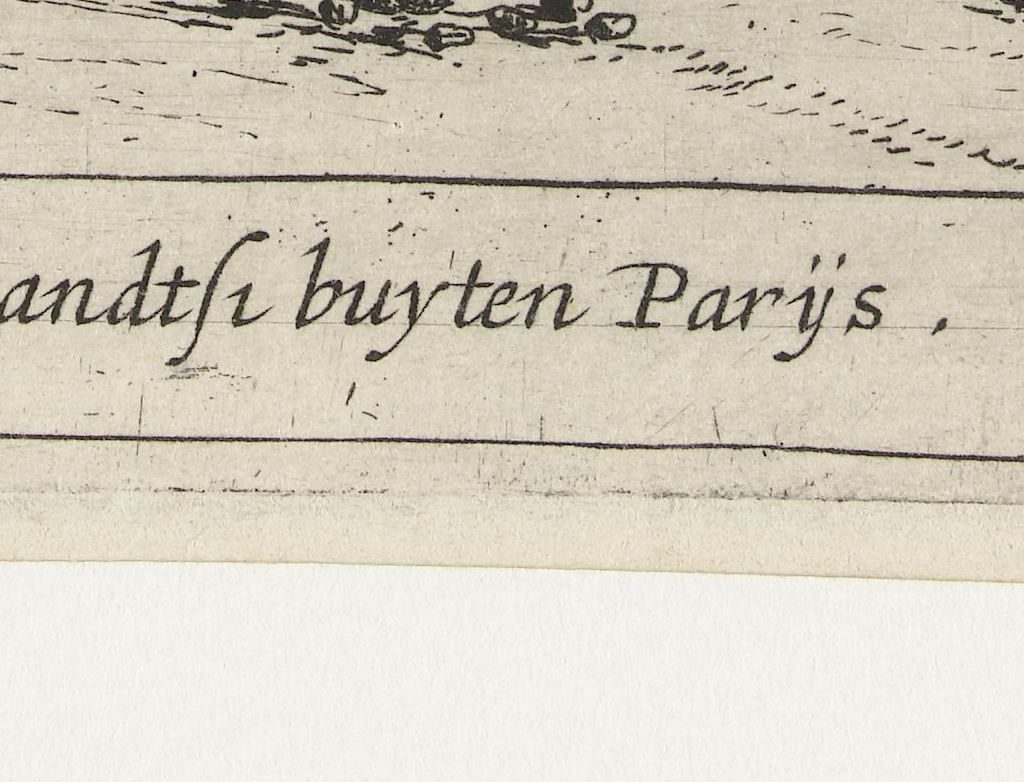 andtſi buyten Parÿs .